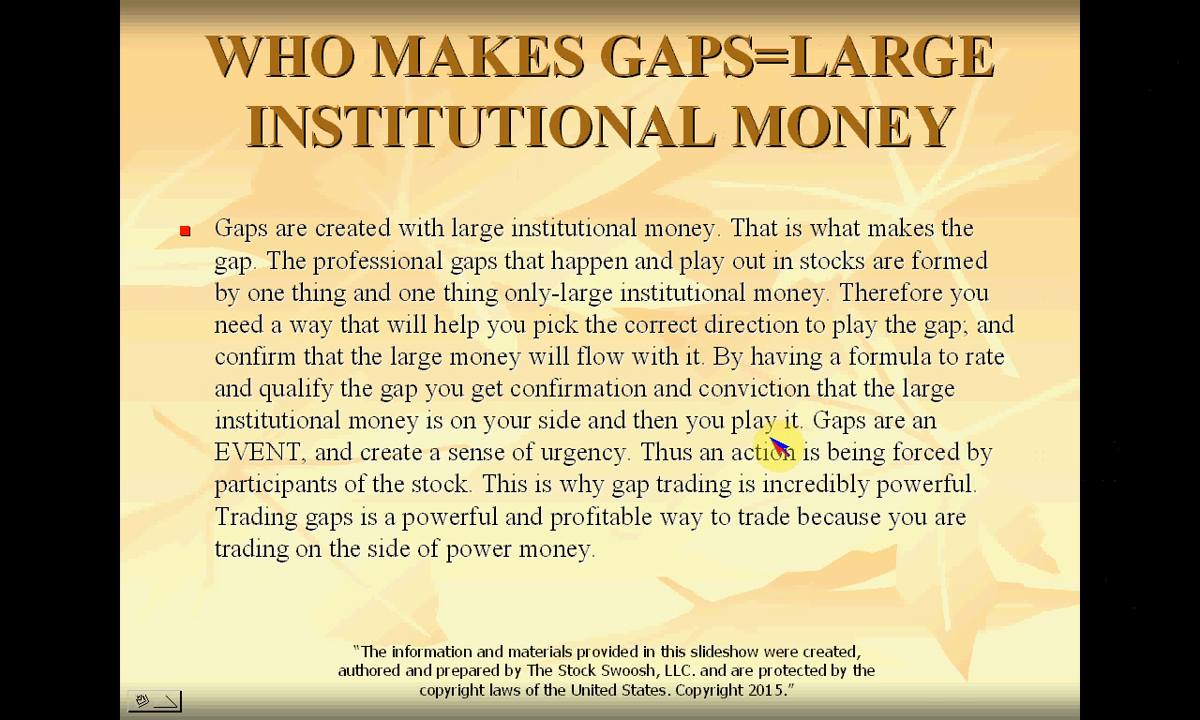 WHO MAKES GAPS=LARGE
INSTITUTIONAL MONEY
Gaps are created with large institutional money. That is what makes the
gap. The professional gaps that happen and play out in stocks are formed
by one thing and one thing only-large institutional money. Therefore you
need a way that will help you pick the correct direction to play the gap; and
confirm that the large money will flow with it. By having a formula to rate
and qualify the gap you get confirmation and conviction that the large
institutional money is on your side and then you play it. Gaps are an
EVENT, and create a sense of urgency. Thus an action is being forced by
participants of the stock. This is why gap trading is incredibly powerful.
Trading gaps is a powerful and profitable way to trade because you are
trading on the side of power money.
“The information and materials provided in this slideshow were created,
authored and prepared by The Stock Swoosh, LLC. and are protected by the
copyright laws of the United States. Copyright 2015.”